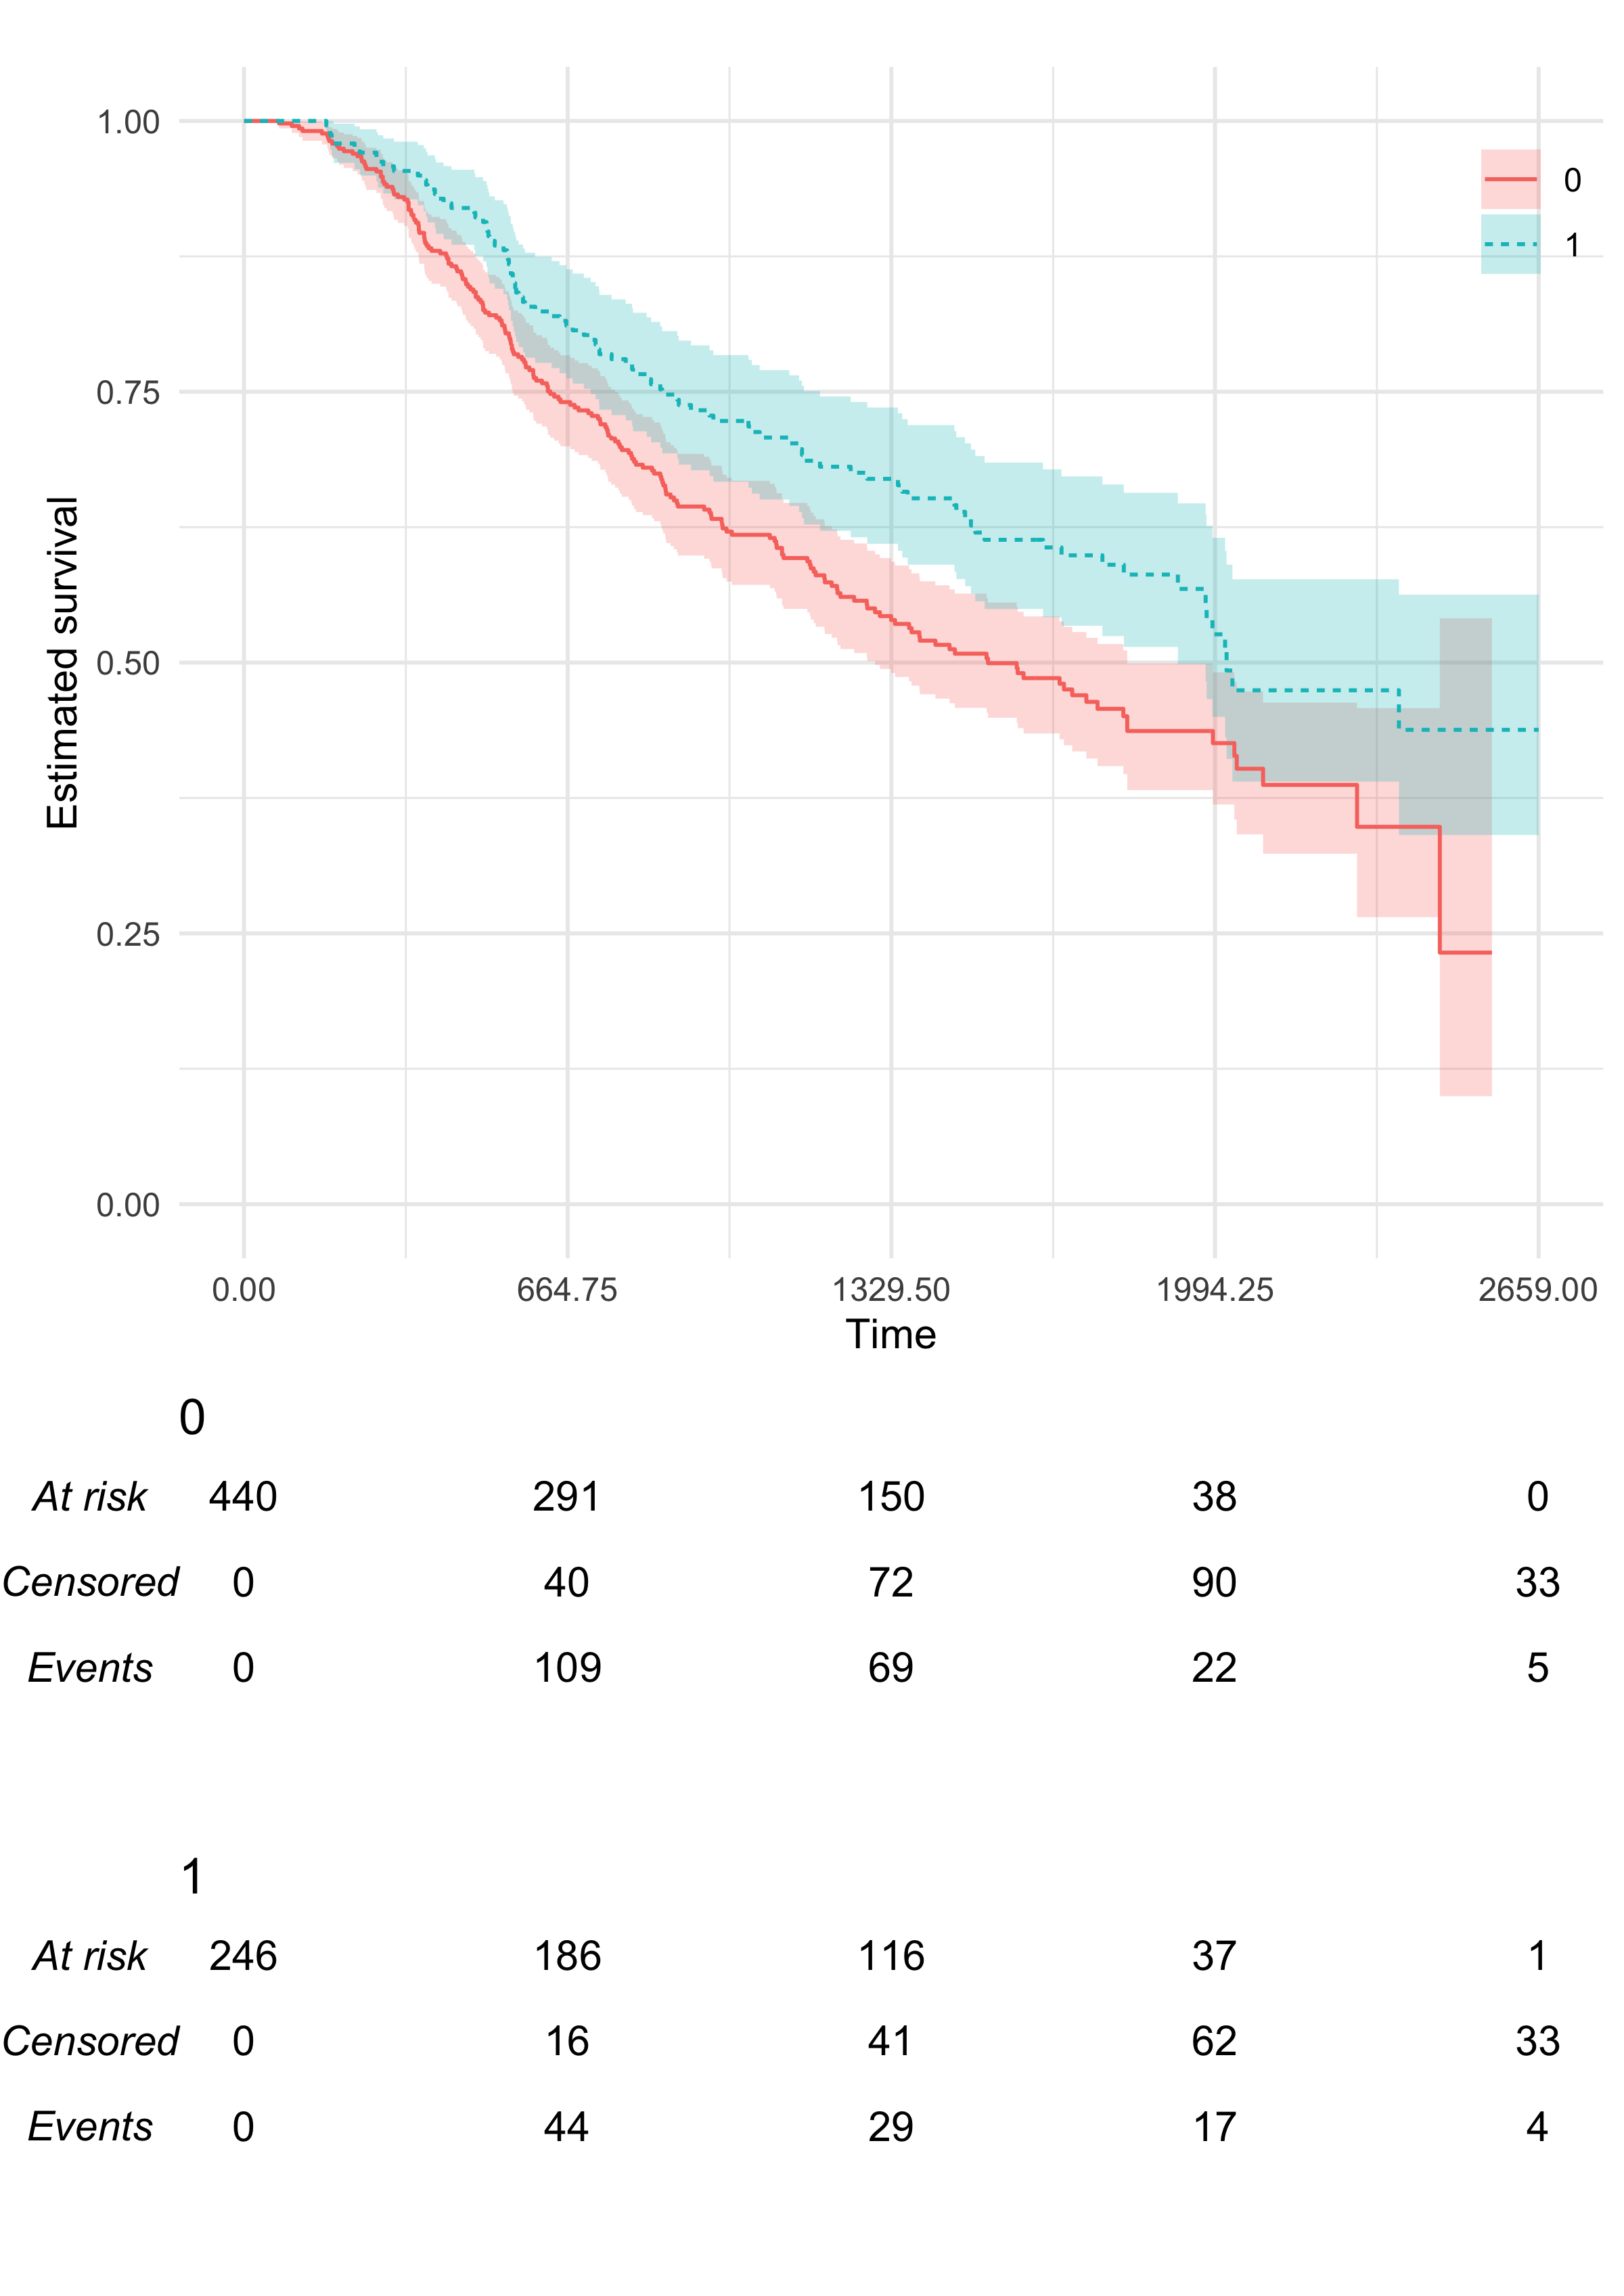 1.00
0.75
0.50
0.25
0.00
Estimated survival
0
1
0.00 664.75 1329.50 1994.25 2659.00
Time
0
At risk 440 291 150 38 0
Censored 0 40 72 90 33
Events 0 109 69 22 5
1
At risk 246 186 116 37 1
Censored 0 16 41 62 33
Events 0 44 29 17 4